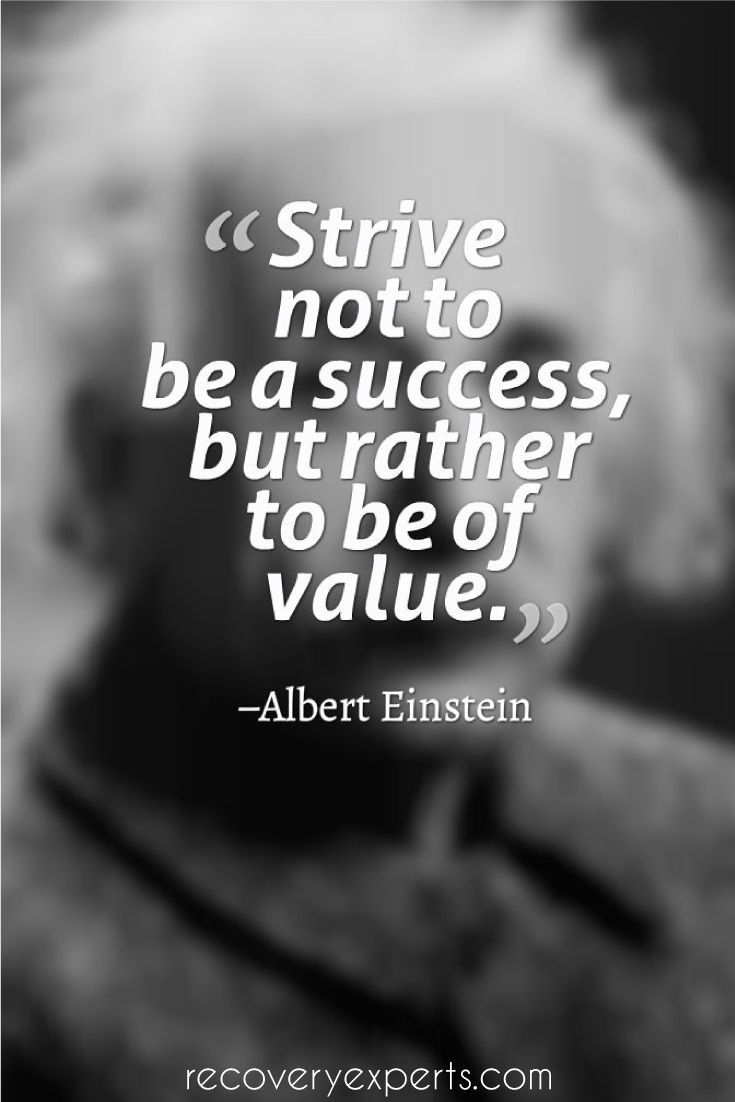 “ Strive
not to
be a success,
but rather
to be of
value. ”
–Albert Einstein
recoveryexperts.com